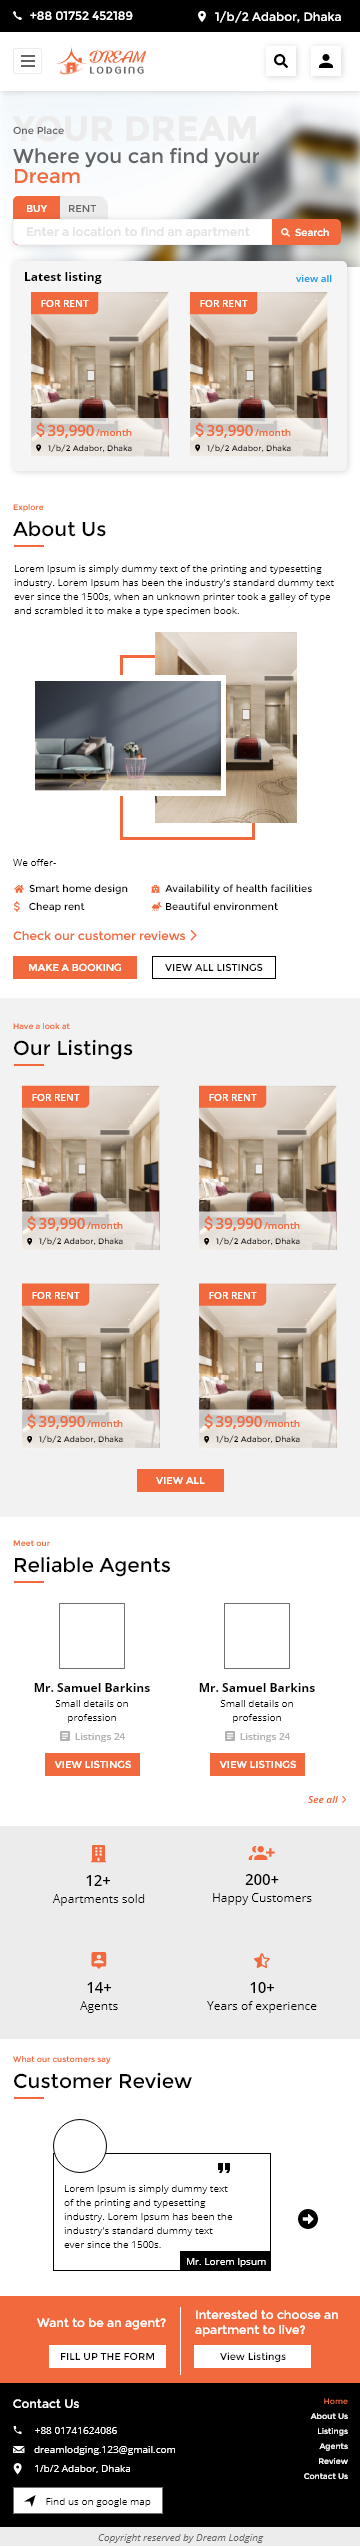 +88 01752 452189
1/b/2 Adabor, Dhaka
DREAM
LODGING
YOUR DREAM
One Place
Where you can find your
Dream
BUY
RENT
Enter a location to find an apartment
Search
Latest listing
view all
FOR RENT
FOR RENT
$39,990/month
$39,990/month
1/b/2 Adabor, Dhaka
1/b/2 Adabor, Dhaka
Explore
About Us
Lorem Ipsum is simply dummy text of the printing and typesetting
industry. Lorem Ipsum has been the industry's standard dummy text
ever since the 1500s, when an unknown printer took a galley of type
and scrambled it to make a type specimen book.
We offer-
Smart home design
Availability of health facilities
Cheap rent
Beautiful environment
Check our customer reviews
MAKE A BOOKING
VIEW ALL LISTINGS
Have a look at
Our Listings
FOR RENT
FOR RENT
$39,990/month
$39,990/month
1/b/2 Adabor, Dhaka
1/b/2 Adabor, Dhaka
FOR RENT
FOR RENT
$39,990/month
$39,990/month
1/b/2 Adabor, Dhaka
1/b/2 Adabor, Dhaka
VIEW ALL
Meet our
Reliable Agents
Mr. Samuel Barkins
Small details on
profession
Listings 24
VIEW LISTINGS
Mr. Samuel Barkins
Small details on
profession
Listings 24
VIEW LISTINGS
See all
12+
Apartments sold
200+
Happy Customers
14+
Agents
10+
Years of experience
What our customers say
Customer Review
Lorem Ipsum is simply dummy text
of the printing and typesetting
industry. Lorem Ipsum has been the
industry's standard dummy text
ever since the 1500s.
Mr. Lorem Ipsum
Want to be an agent?
FILL UP THE FORM
Interested to choose an
apartment to live?
View Listings
Contact Us
+88 01741624086
dreamlodging.123@gmail.com
1/b/2 Adabor, Dhaka
Find us on google map
Home
About Us
Listings
Agents
Review
Contact Us
Copyright reserved by Dream Lodging